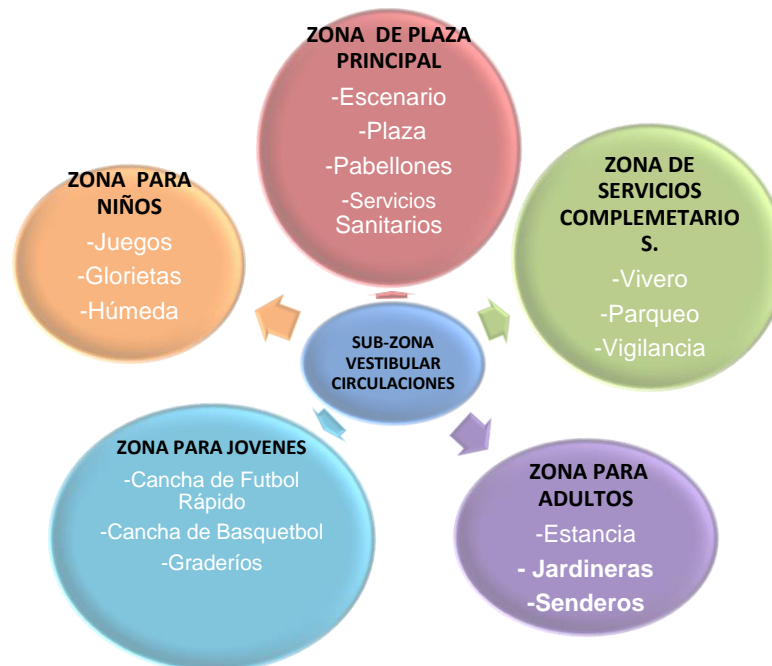 ZONA DE PLAZA
PRINCIPAL
-Escenario
-Plaza
-Pabellones
-Servicios
Sanitarios
ZONA PARA
NIÑOS
-Juegos
-Glorietas
-Húmeda
ZONA DE
SERVICIOS
COMPLEMETARIO
S.
-Vivero
-Parqueo
-Vigilancia
SUB-ZONA
VESTIBULAR
CIRCULACIONES
ZONA PARA JOVENES
-Cancha de Futbol
Rápido
-Cancha de Basquetbol
-Graderíos
ZONA PARA
ADULTOS
-Estancia
- Jardineras
-Senderos